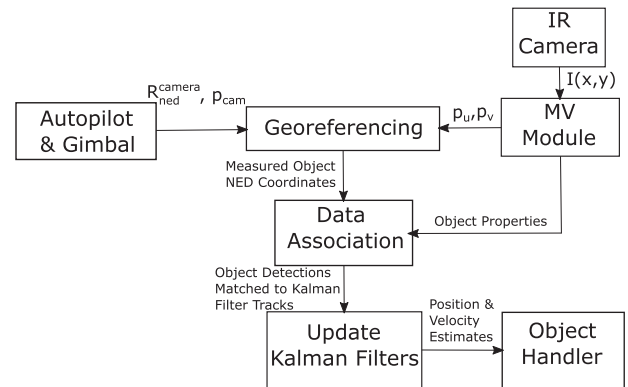 IR
Camera
I(x,y)
R^camera_ned , p_cam
Autopilot
& Gimbal
Georeferencing
p_u,p_v
MV
Module
Measured Object
NED Coordinates
Data
Association
Object Properties
Object Detections
Matched to Kalman
Filter Tracks
Update
Kalman Filters
Position &
Velocity
Estimates
Object
Handler